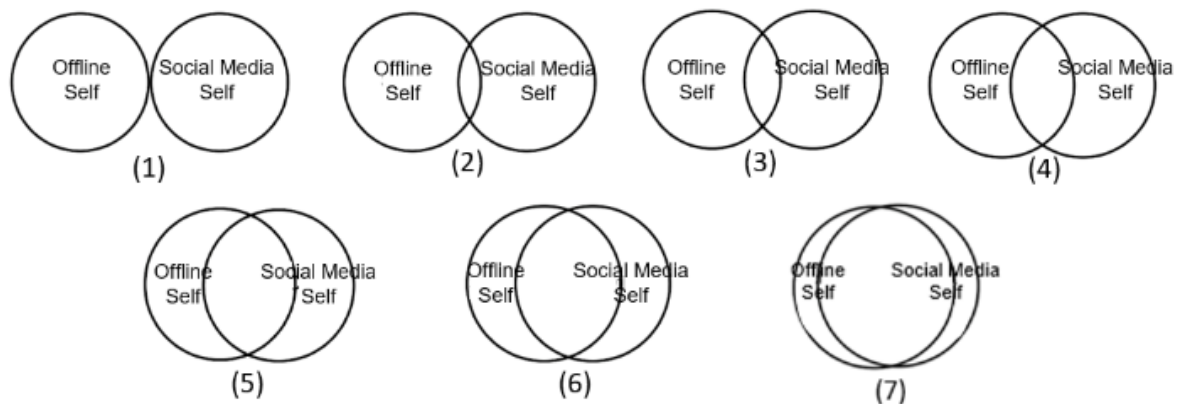 Offline Self
Social Media Self
(1)
Offline Self
Social Media Self
(2)
Offline Self
Social Media Self
(3)
Offline Self
Social Media Self
(4)
Offline Self
Social Media Self
(5)
Offline Self
Social Media Self
(6)
Offline Self
Social Media Self
(7)